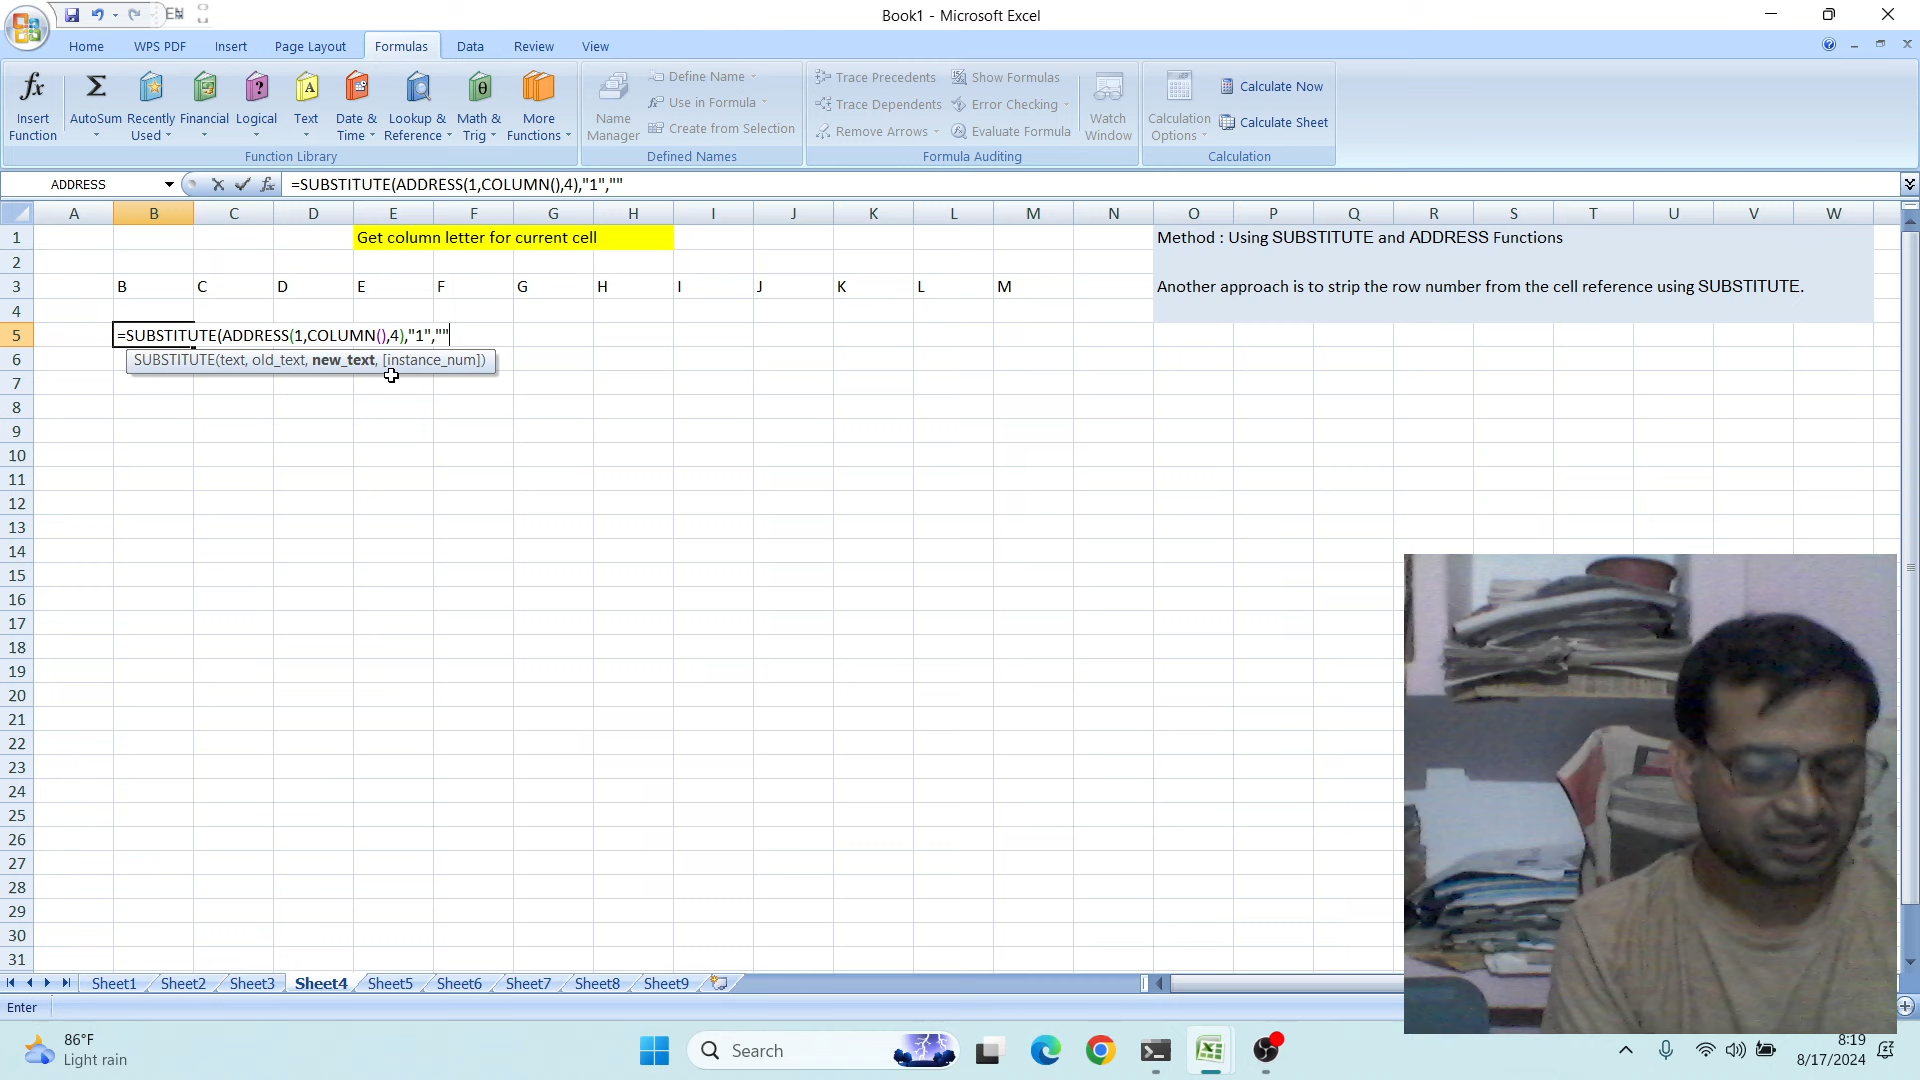 EN
Book1 - Microsoft Excel
Home
WPS PDF
Insert
Page Layout
Formulas
Data
Review
View
fx
Insert
Function
Σ
AutoSum
Recently
Used
Financial
Logical
Text
Date &
Time
Lookup &
Reference
Math &
Trig
More
Functions
Function Library
Name
Manager
Define Name
Use in Formula
Create from Selection
Defined Names
Trace Precedents
Trace Dependents
Remove Arrows
Show Formulas
Error Checking
Evaluate Formula
Watch
Window
Formula Auditing
Calculation
Options
Calculate Now
Calculate Sheet
Calculation
ADDRESS
fx
=SUBSTITUTE(ADDRESS(1,COLUMN(),4),"1",""
A B C D E F G H I J K L M N O P Q R S T U V W
1 Get column letter for current cell Method : Using SUBSTITUTE and ADDRESS Functions
2
3 B C D E F G H I J K L M Another approach is to strip the row number from the cell reference using SUBSTITUTE.
4
5 =SUBSTITUTE(ADDRESS(1,COLUMN(),4),"1",""
6 SUBSTITUTE(text, old_text, new_text, [instance_num])
7
8
9
10
11
12
13
14
15
16
17
18
19
20
21
22
23
24
25
26
27
28
29
30
31
Sheet1 Sheet2 Sheet3 Sheet4 Sheet5 Sheet6 Sheet7 Sheet8 Sheet9
Enter
86°F
Light rain
Search
8:19
8/17/2024